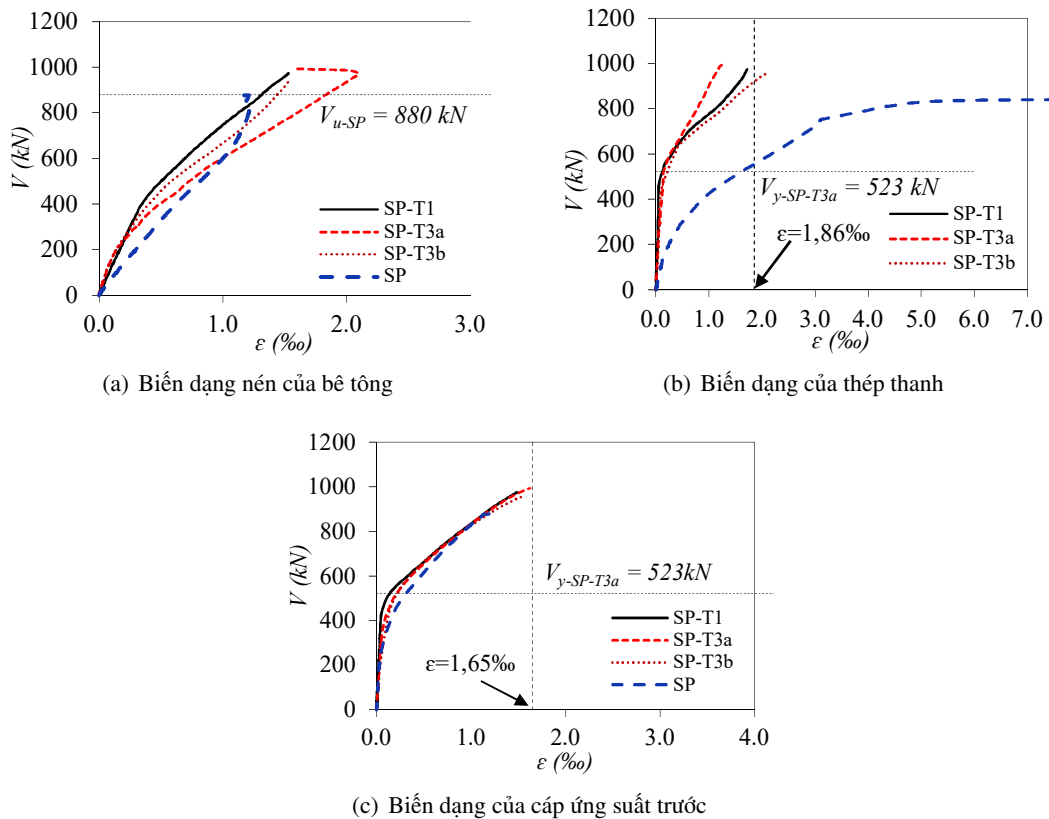 1200
1000
800
600
400
200
0
V (kN)
V_{u-SP} = 880 kN
SP-T1
SP-T3a
SP-T3b
SP
0.0 1.0 2.0 3.0
ε (‰)
(a) Biến dạng nén của bê tông
1200
1000
800
600
400
200
0
V (kN)
V_{y-SP-T3a} = 523 kN
ε=1,86‰
SP-T1
SP-T3a
SP-T3b
0.0 1.0 2.0 3.0 4.0 5.0 6.0 7.0
ε (‰)
(b) Biến dạng của thép thanh
1200
1000
800
600
400
200
0
V (kN)
V_{y-SP-T3a} = 523kN
ε=1,65‰
SP-T1
SP-T3a
SP-T3b
SP
0.0 1.0 2.0 3.0 4.0
ε (‰)
(c) Biến dạng của cáp ứng suất trước